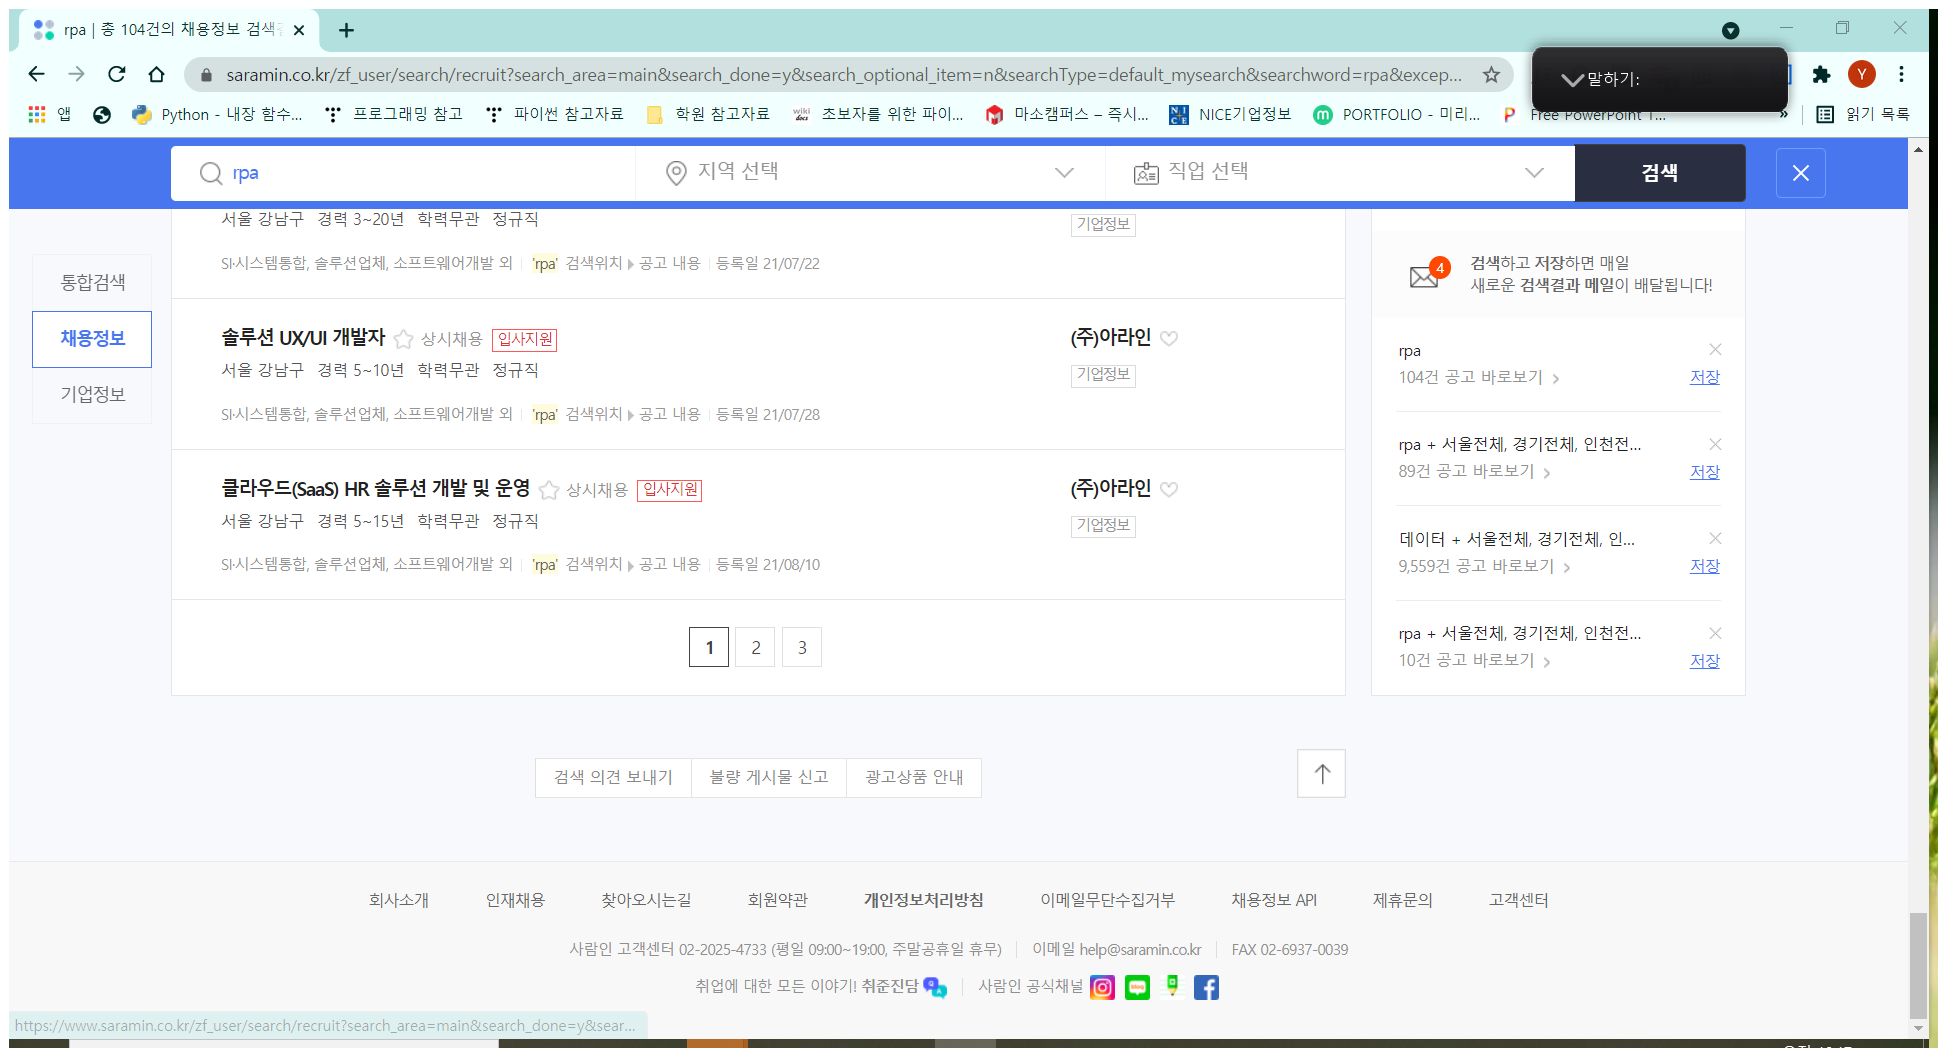 rpa | 총 104건의 채용정보 검색
saramin.co.kr/zf_user/search/recruit?search_area=main&search_done=y&search_optional_item=n&searchType=default_mysearch&searchword=rpa&excep...
말하기:
Y
앱
Python - 내장 함수...
프로그래밍 참고
파이썬 참고자료
학원 참고자료
wiki docs 초보자를 위한 파이...
마소캠퍼스 – 즉시...
NICE NICE기업정보
m PORTFOLIO - 미리...
Free PowerPoint T...
»
읽기 목록
rpa
지역 선택
직업 선택
검색
통합검색
채용정보
기업정보
서울 강남구 경력 3~20년 학력무관 정규직
기업정보
SI·시스템통합, 솔루션업체, 소프트웨어개발 외 'rpa' 검색위치 공고 내용 등록일 21/07/22
솔루션 UX/UI 개발자 상시채용 입사지원
(주)아라인
서울 강남구 경력 5~10년 학력무관 정규직
기업정보
SI·시스템통합, 솔루션업체, 소프트웨어개발 외 'rpa' 검색위치 공고 내용 등록일 21/07/28
클라우드(SaaS) HR 솔루션 개발 및 운영 상시채용 입사지원
(주)아라인
서울 강남구 경력 5~15년 학력무관 정규직
기업정보
SI·시스템통합, 솔루션업체, 소프트웨어개발 외 'rpa' 검색위치 공고 내용 등록일 21/08/10
1 2 3
4
검색하고 저장하면 매일
새로운 검색결과 메일이 배달됩니다!
rpa
104건 공고 바로보기 저장
rpa + 서울전체, 경기전체, 인천전...
89건 공고 바로보기 저장
데이터 + 서울전체, 경기전체, 인...
9,559건 공고 바로보기 저장
rpa + 서울전체, 경기전체, 인천전...
10건 공고 바로보기 저장
검색 의견 보내기 불량 게시물 신고 광고상품 안내
회사소개 인재채용 찾아오시는길 회원약관 개인정보처리방침 이메일무단수집거부 채용정보 API 제휴문의 고객센터
사람인 고객센터 02-2025-4733 (평일 09:00~19:00, 주말공휴일 휴무) 이메일 help@saramin.co.kr FAX 02-6937-0039
취업에 대한 모든 이야기! 취준진담 사람인 공식채널
https://www.saramin.co.kr/zf_user/search/recruit?search_area=main&search_done=y&sear...